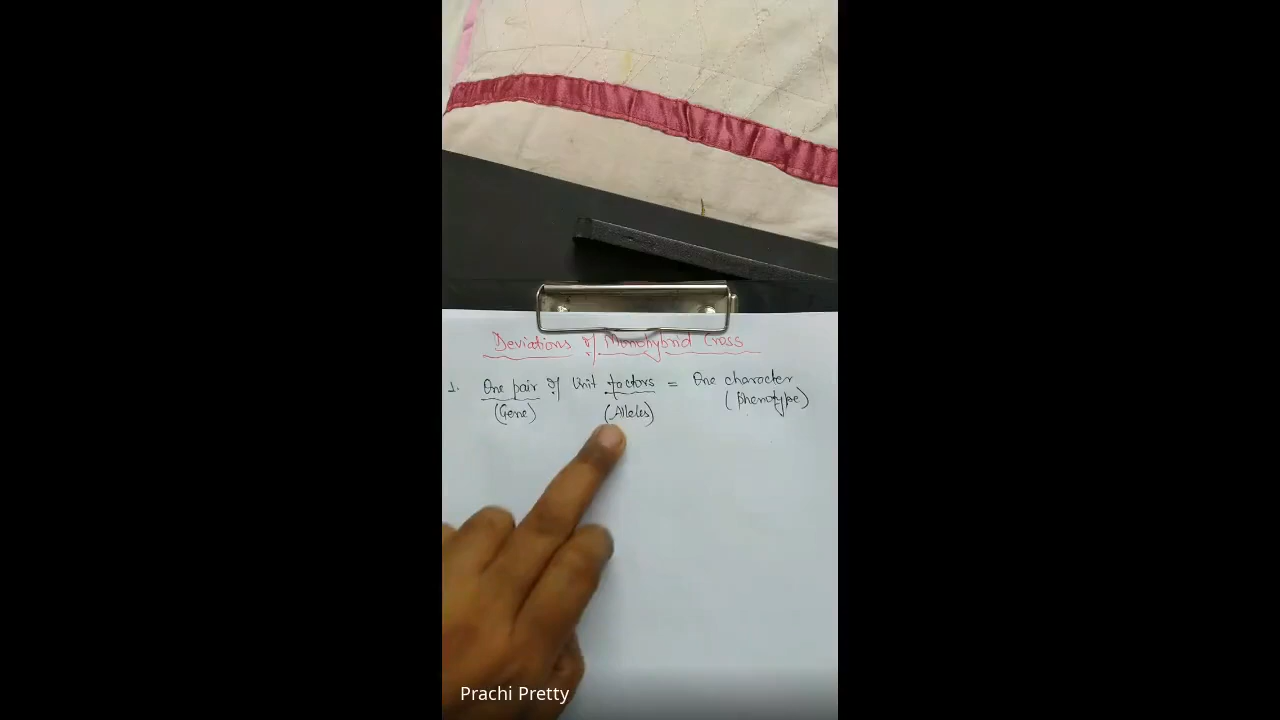 Deviations of Monohybrid Cross
1. One pair of Unit factors = One character
(Gene) (Alleles) (Phenotype)
Prachi Pretty